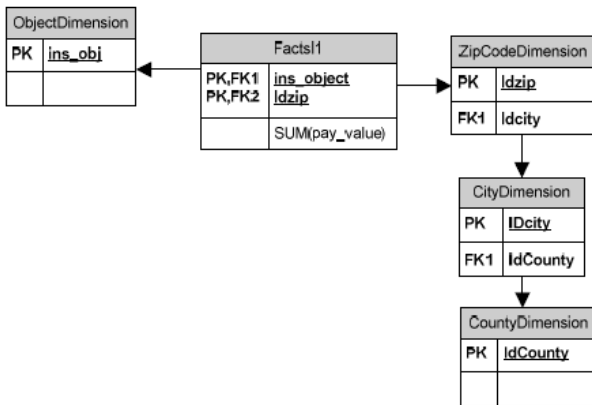 ObjectDimension
PK ins_obj
FactsI1
PK,FK1 ins_object
PK,FK2 Idzip
SUM(pay_value)
ZipCodeDimension
PK Idzip
FK1 Idcity
CityDimension
PK IDcity
FK1 IdCounty
CountyDimension
PK IdCounty